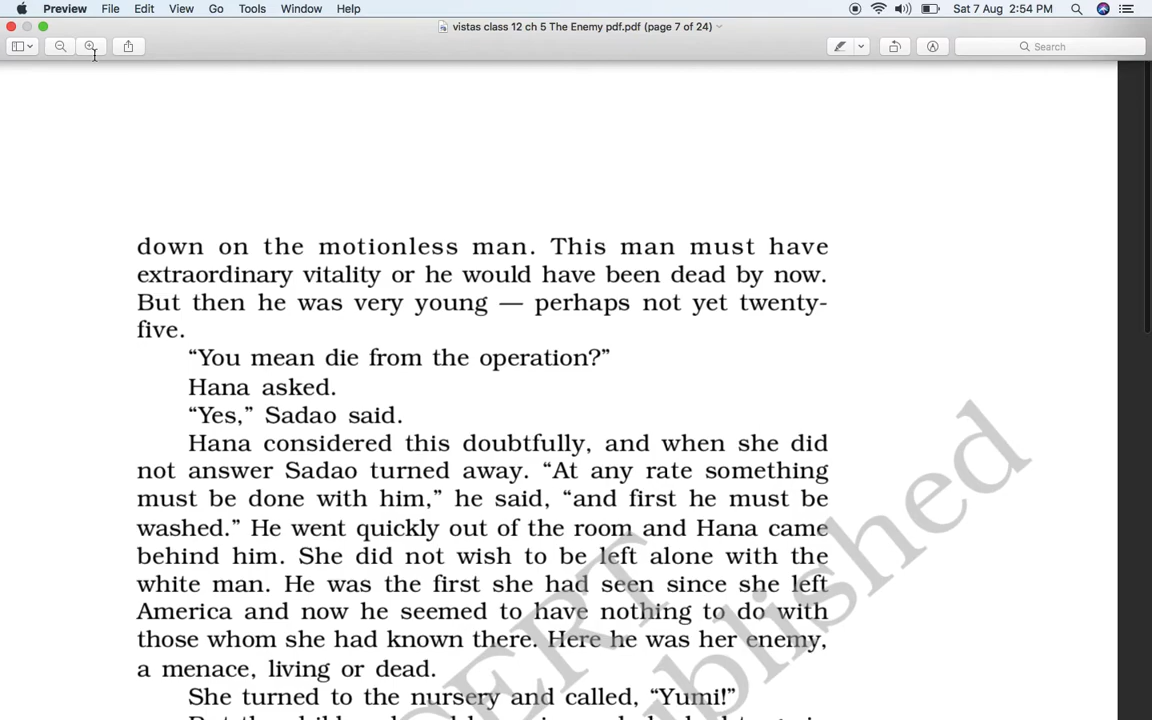 Preview File Edit View Go Tools Window Help Sat 7 Aug 2:54 PM
vistas class 12 ch 5 The Enemy pdf.pdf (page 7 of 24)
Search
down on the motionless man. This man must have
extraordinary vitality or he would have been dead by now.
But then he was very young — perhaps not yet twenty-
five.
“You mean die from the operation?”
Hana asked.
“Yes,” Sadao said.
Hana considered this doubtfully, and when she did
not answer Sadao turned away. “At any rate something
must be done with him,” he said, “and first he must be
washed.” He went quickly out of the room and Hana came
behind him. She did not wish to be left alone with the
white man. He was the first she had seen since she left
America and now he seemed to have nothing to do with
those whom she had known there. Here he was her enemy,
a menace, living or dead.
She turned to the nursery and called, “Yumi!”